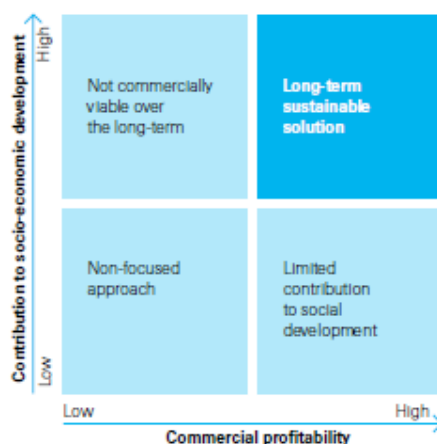 Contribution to socio-economic development
High
Not commercially
viable over
the long-term
Long-term
sustainable
solution
Non-focused
approach
Limited
contribution
to social
development
Low
Low
High
Commercial profitability